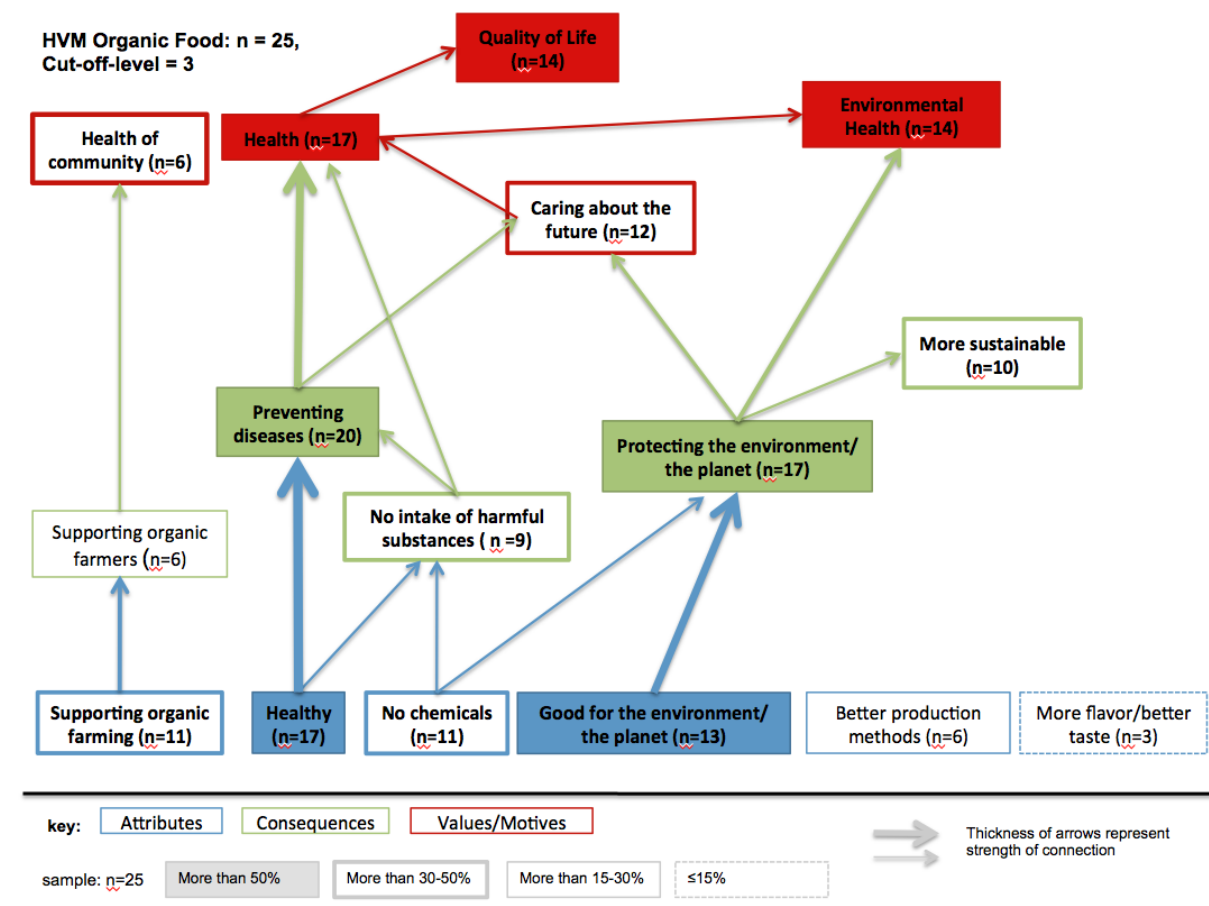 HVM Organic Food: n = 25,
Cut-off-level = 3
Quality of Life
(n=14)
Environmental
Health (n=14)
Health of
community (n=6)
Health (n=17)
Caring about the
future (n=12)
More sustainable
(n=10)
Preventing
diseases (n=20)
Protecting the environment/
the planet (n=17)
No intake of harmful
substances ( n =9)
Supporting organic
farmers (n=6)
Supporting organic
farming (n=11)
Healthy
(n=17)
No chemicals
(n=11)
Good for the environment/
the planet (n=13)
Better production
methods (n=6)
More flavor/better
taste (n=3)
key:
Attributes
Consequences
Values/Motives
Thickness of arrows represent
strength of connection
sample: n=25
More than 50%
More than 30-50%
More than 15-30%
≤15%